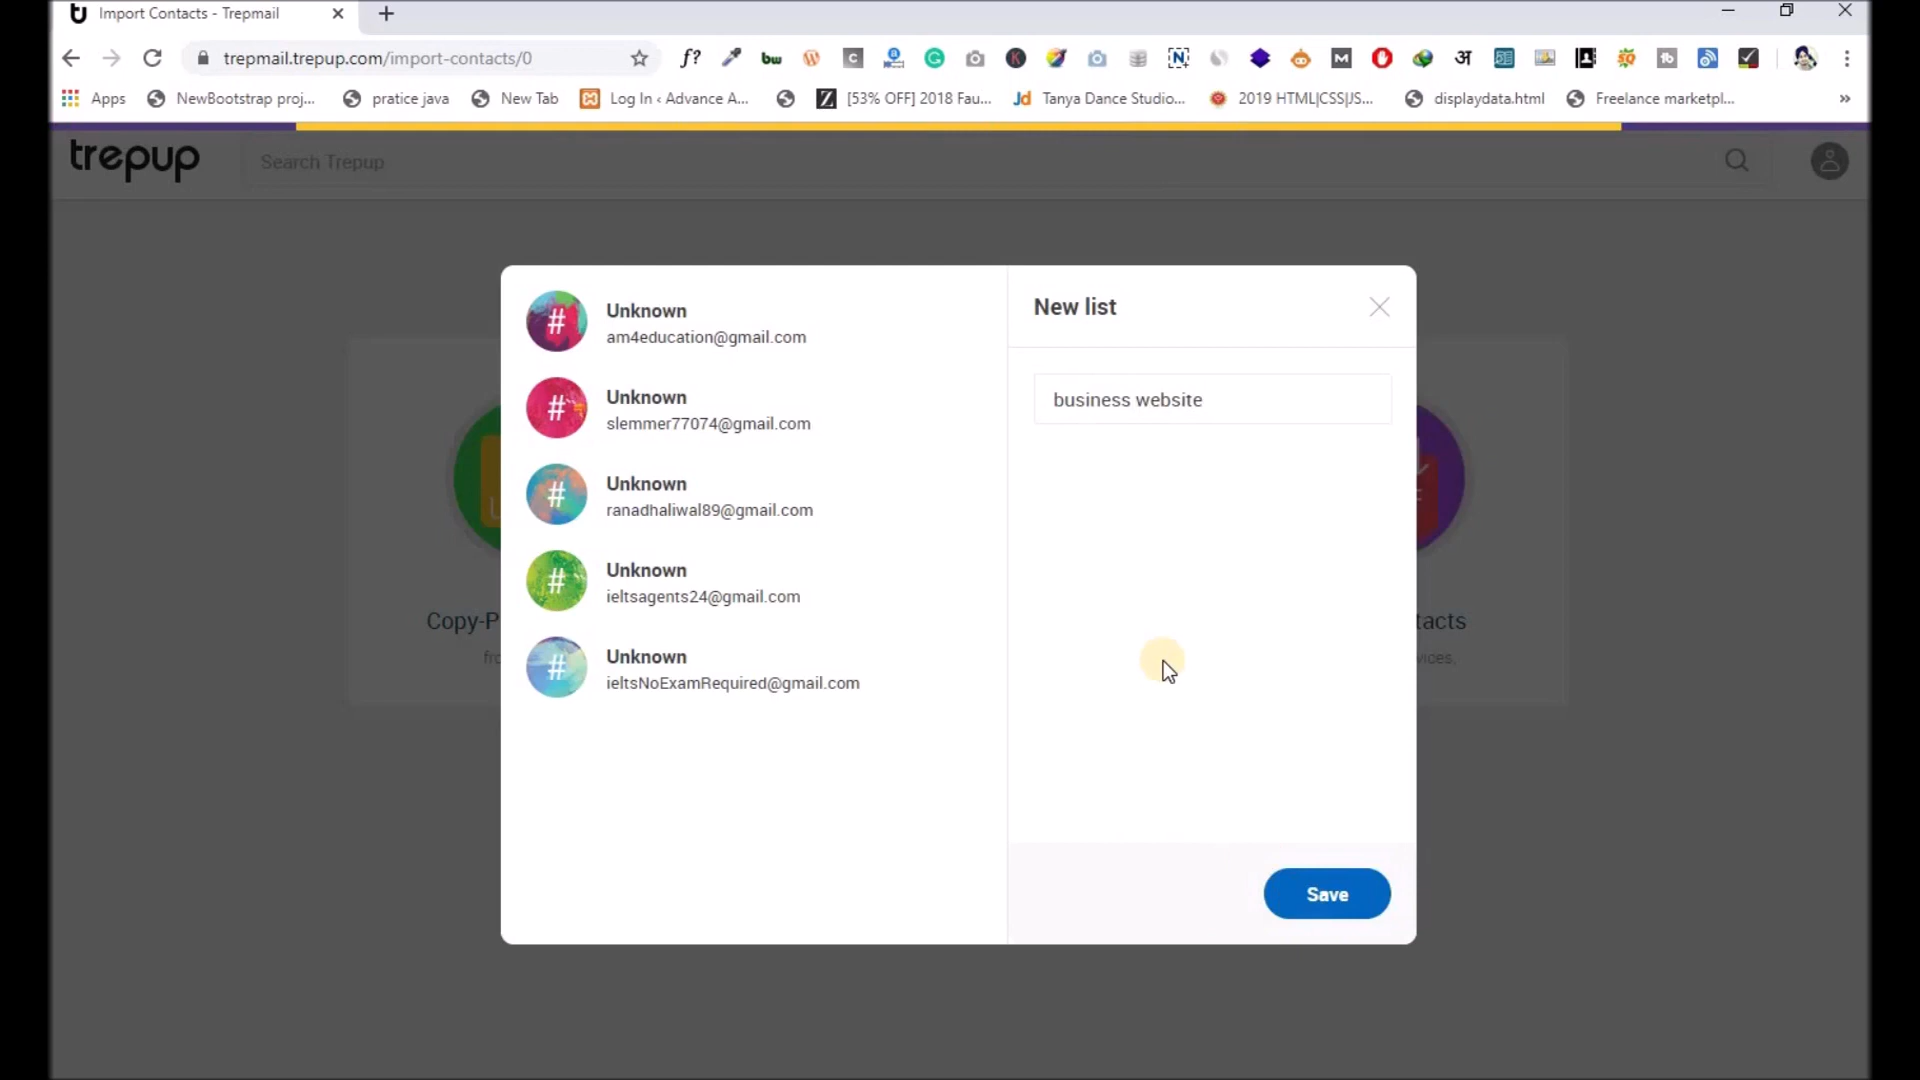 Import Contacts - Trepmail
trepmail.trepup.com/import-contacts/0
Apps NewBootstrap proj... pratice java New Tab Log In ‹ Advance A... [53% OFF] 2018 Fau... Tanya Dance Studio... 2019 HTML|CSS|JS... displaydata.html Freelance marketpl... »
trepup Search Trepup
Unknown
am4education@gmail.com
Unknown
slemmer77074@gmail.com
Unknown
ranadhaliwal89@gmail.com
Unknown
ieltsagents24@gmail.com
Unknown
ieltsNoExamRequired@gmail.com
New list
business website
Save
Copy-P
tacts